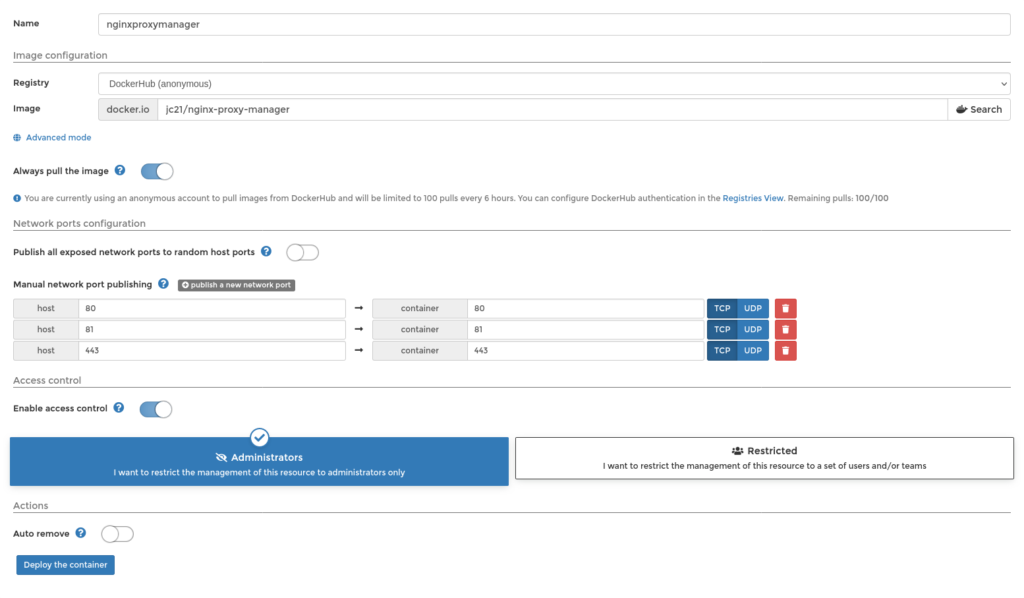 Name nginxproxymanager
Image configuration
Registry DockerHub (anonymous)
Image docker.io jc21/nginx-proxy-manager Search
Advanced mode
Always pull the image
You are currently using an anonymous account to pull images from DockerHub and will be limited to 100 pulls every 6 hours. You can configure DockerHub authentication in the Registries View. Remaining pulls: 100/100
Network ports configuration
Publish all exposed network ports to random host ports
Manual network port publishing publish a new network port
host 80 → container 80 TCP UDP
host 81 → container 81 TCP UDP
host 443 → container 443 TCP UDP
Access control
Enable access control
Administrators
I want to restrict the management of this resource to administrators only
Restricted
I want to restrict the management of this resource to a set of users and/or teams
Actions
Auto remove
Deploy the container